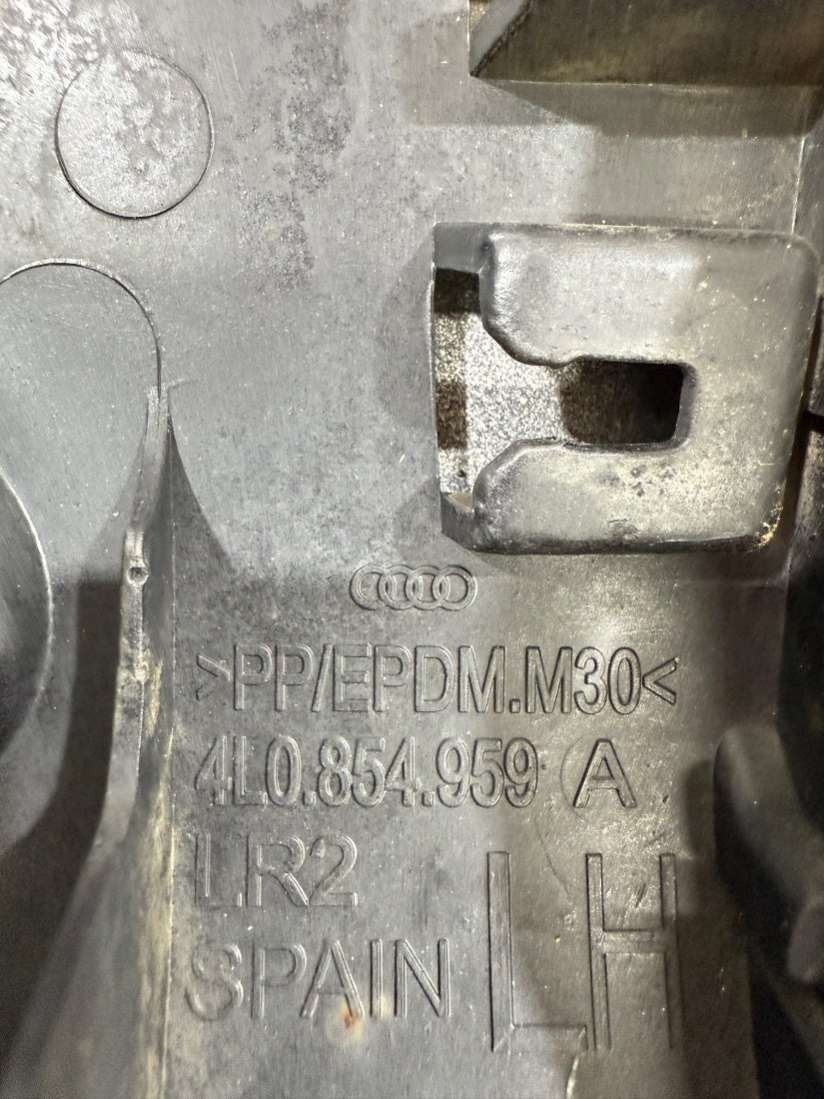 >PP/EPDM.M30<
4L0.854.959 A
LR2
SPAIN
LH